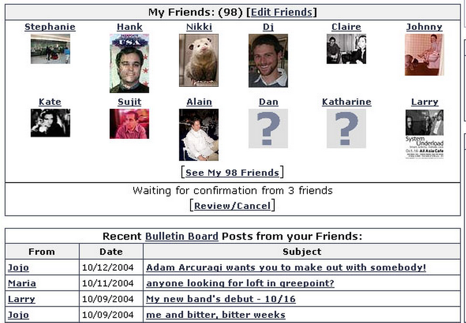 My Friends: (98) [Edit Friends]
Stephanie Hank Nikki Dj Claire Johnny
USA
Kate Sujit Alain Dan Katharine Larry
? ?
System
Underload
[See My 98 Friends]
Waiting for confirmation from 3 friends
[Review/Cancel]
Recent Bulletin Board Posts from your Friends:
From Date Subject
Jojo 10/12/2004 Adam Arcuragi wants you to make out with somebody!
Maria 10/11/2004 anyone looking for loft in greepoint?
Larry 10/09/2004 My new band's debut - 10/16
Jojo 10/09/2004 me and bitter, bitter weeks